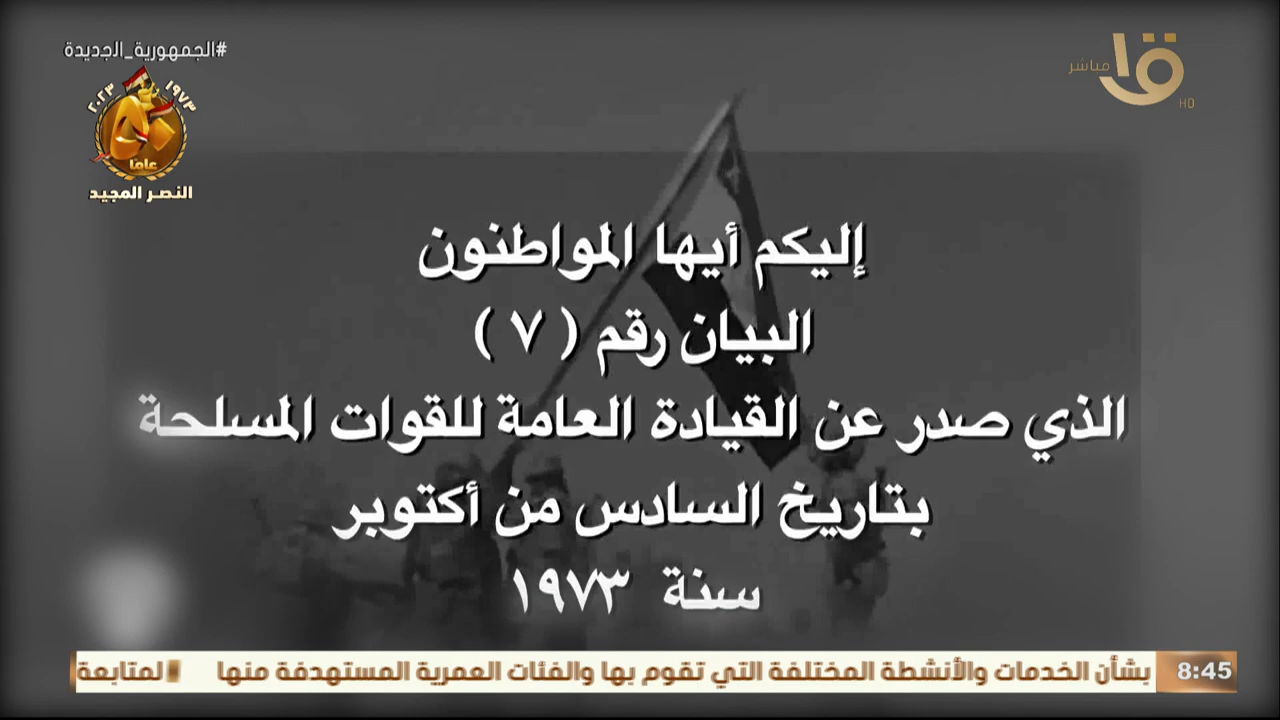 #الجمهورية_الجديدة
١٩٧٣
٢٠٢٣
٥٠
عاما
النصر المجيد
مباشر
HD
إليكم أيها المواطنون
البيان رقم ( ٧ )
الذي صدر عن القيادة العامة للقوات المسلحة
بتاريخ السادس من أكتوبر
سنة ١٩٧٣
8:45 بشأن الخدمات والأنشطة المختلفة التي تقوم بها والفئات العمرية المستهدفة منها لمتابعة